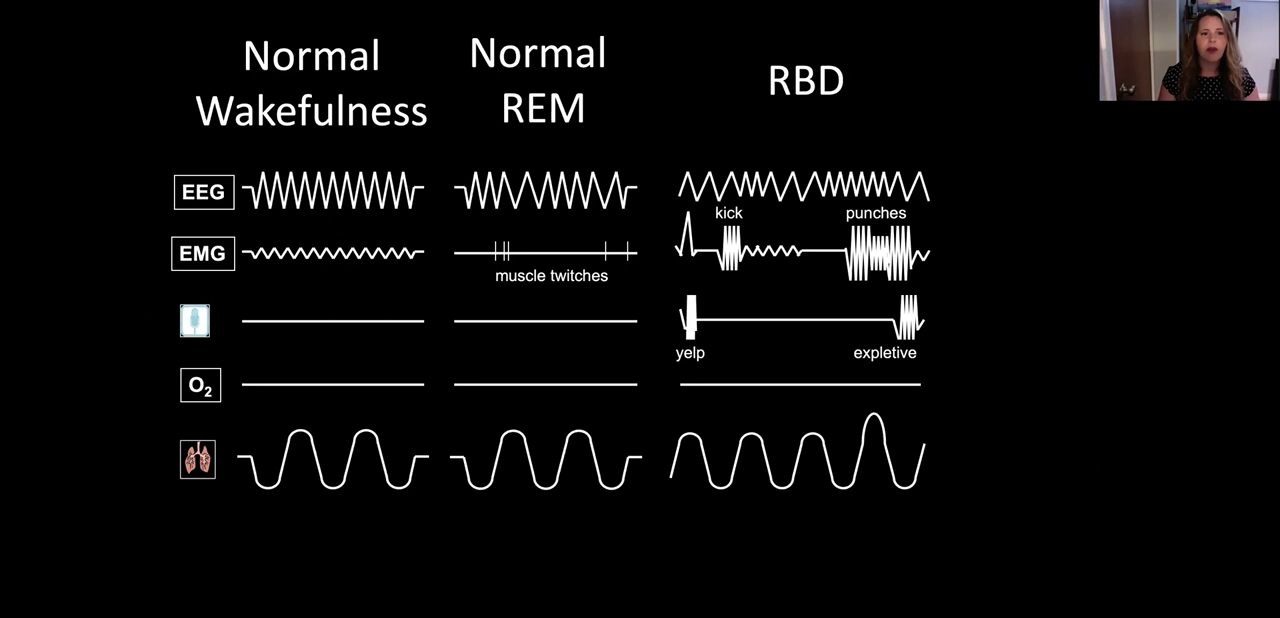 Normal
Wakefulness
Normal
REM
RBD
EEG
kick
punches
EMG
muscle twitches
yelp
expletive
O₂